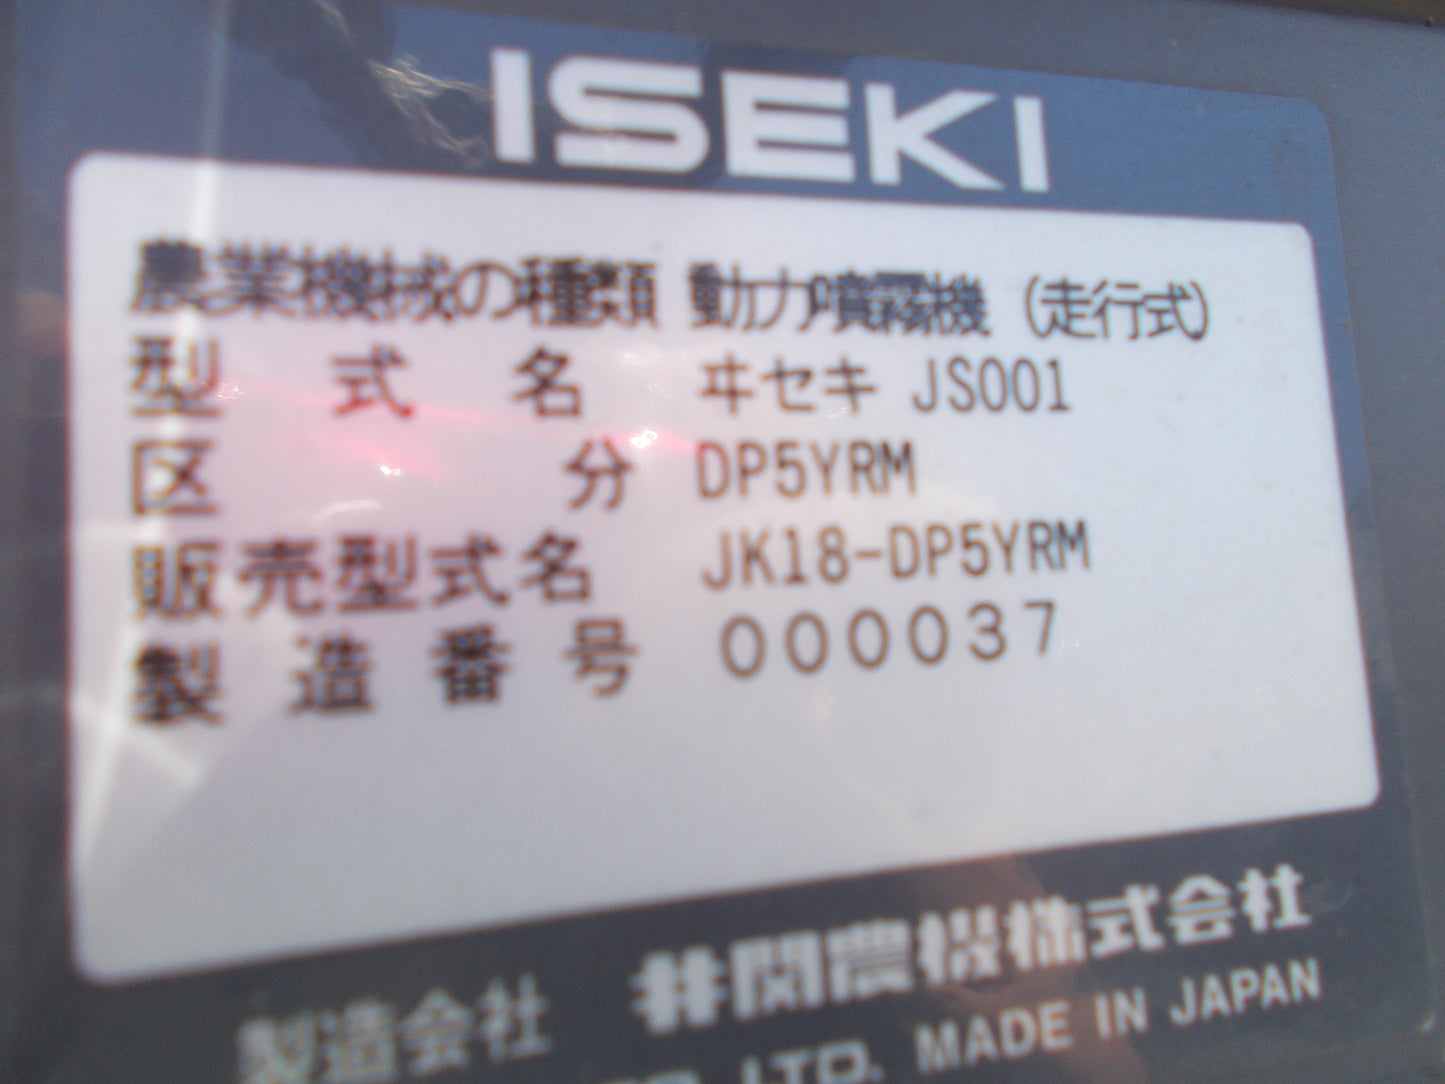 ISEKI
農業機械の種類 動力噴霧機 (走行式)
型式名 ヰセキ JS001
区分 DP5YRM
販売型式名 JK18-DP5YRM
製造番号 000037
製造会社 井関農機株式会社
LTD. MADE IN JAPAN